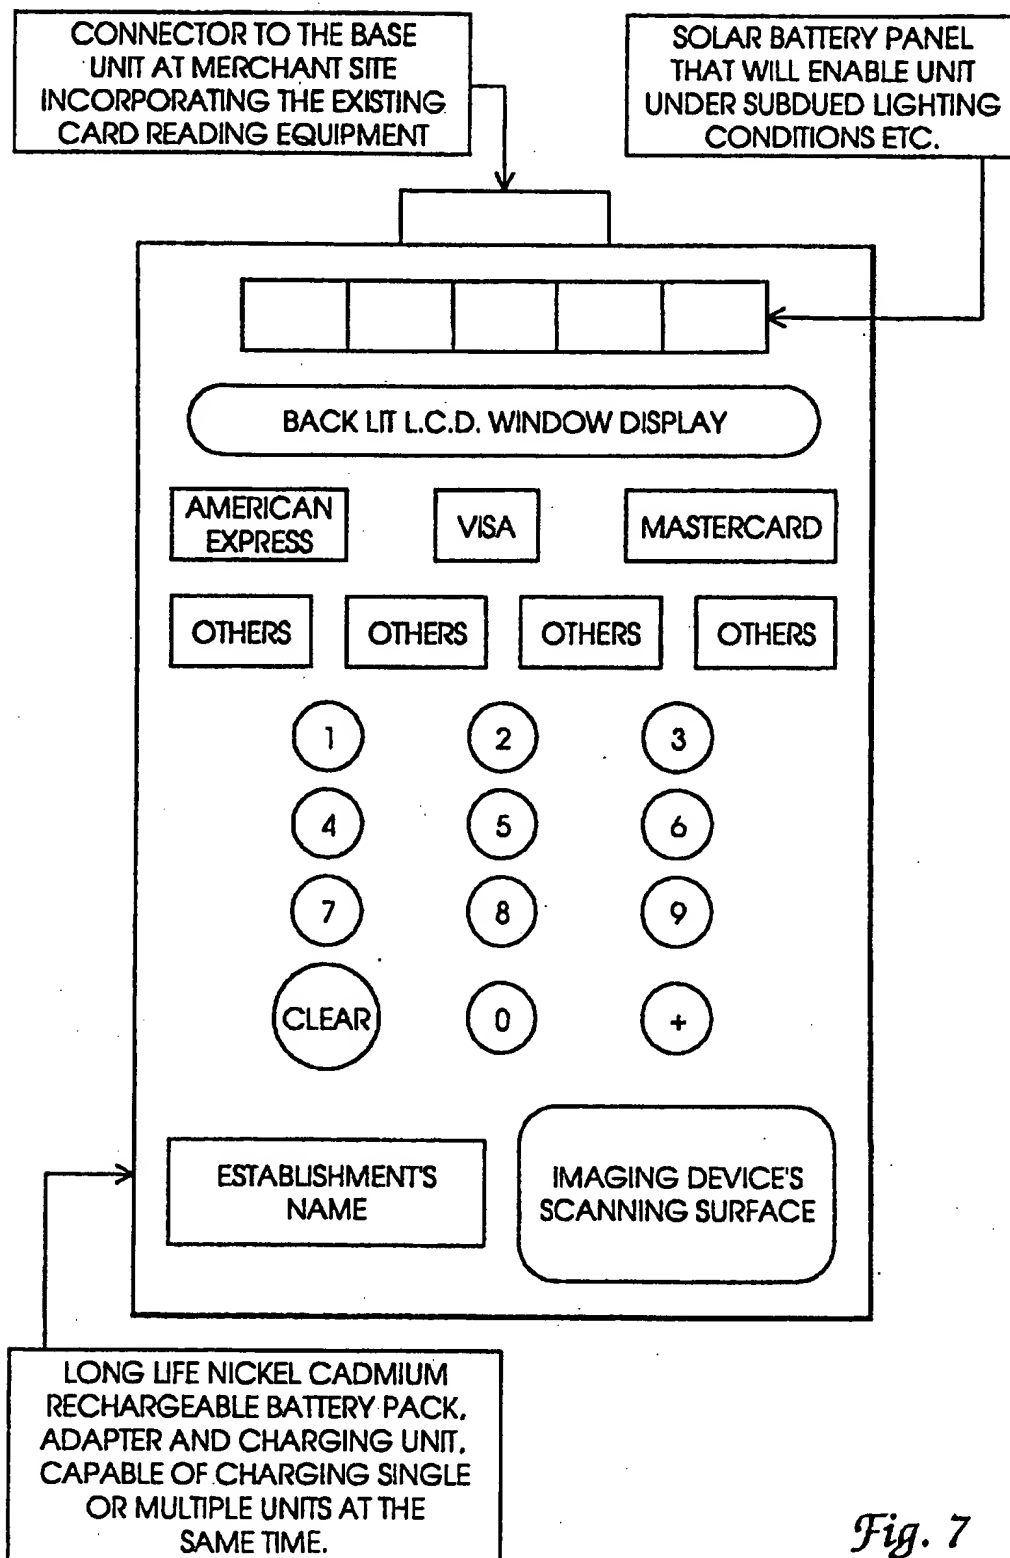 CONNECTOR TO THE BASE
UNIT AT MERCHANT SITE
INCORPORATING THE EXISTING
CARD READING EQUIPMENT
SOLAR BATTERY PANEL
THAT WILL ENABLE UNIT
UNDER SUBDUED LIGHTING
CONDITIONS ETC.
BACK LIT L.C.D. WINDOW DISPLAY
AMERICAN
EXPRESS
VISA
MASTERCARD
OTHERS OTHERS OTHERS OTHERS
1 2 3
4 5 6
7 8 9
CLEAR 0 +
ESTABLISHMENT'S
NAME
IMAGING DEVICE'S
SCANNING SURFACE
LONG LIFE NICKEL CADMIUM
RECHARGEABLE BATTERY PACK,
ADAPTER AND CHARGING UNIT,
CAPABLE OF CHARGING SINGLE
OR MULTIPLE UNITS AT THE
SAME TIME.
Fig. 7